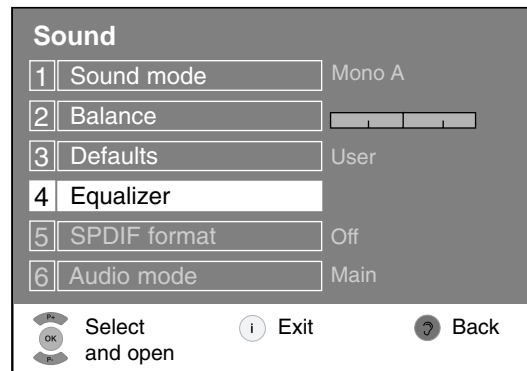 Sound
1 Sound mode Mono A
2 Balance
3 Defaults User
4 Equalizer
5 SPDIF format Off
6 Audio mode Main
P+
OK
P-
Select
and open
i Exit
Back